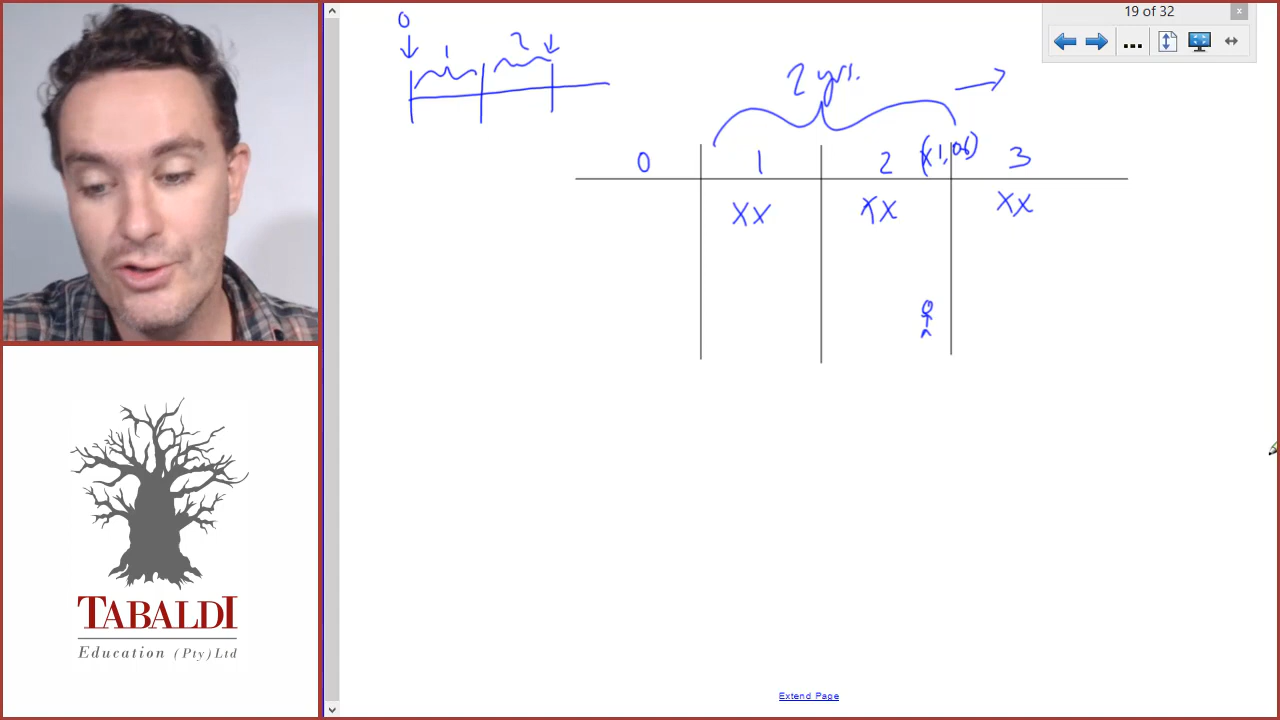 19 of 32
0
1 2
2 yrs.
0 1 2 (x1,06) 3
XX XX XX
TABALDI
Education (Pty) Ltd
Extend Page